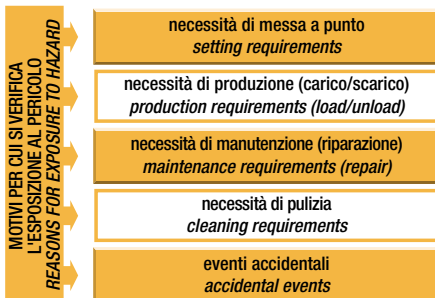 MOTIVI PER CUI SI VERIFICA
L'ESPOSIZIONE AL PERICOLO
REASONS FOR EXPOSURE TO HAZARD
necessità di messa a punto
setting requirements
necessità di produzione (carico/scarico)
production requirements (load/unload)
necessità di manutenzione (riparazione)
maintenance requirements (repair)
necessità di pulizia
cleaning requirements
eventi accidentali
accidental events